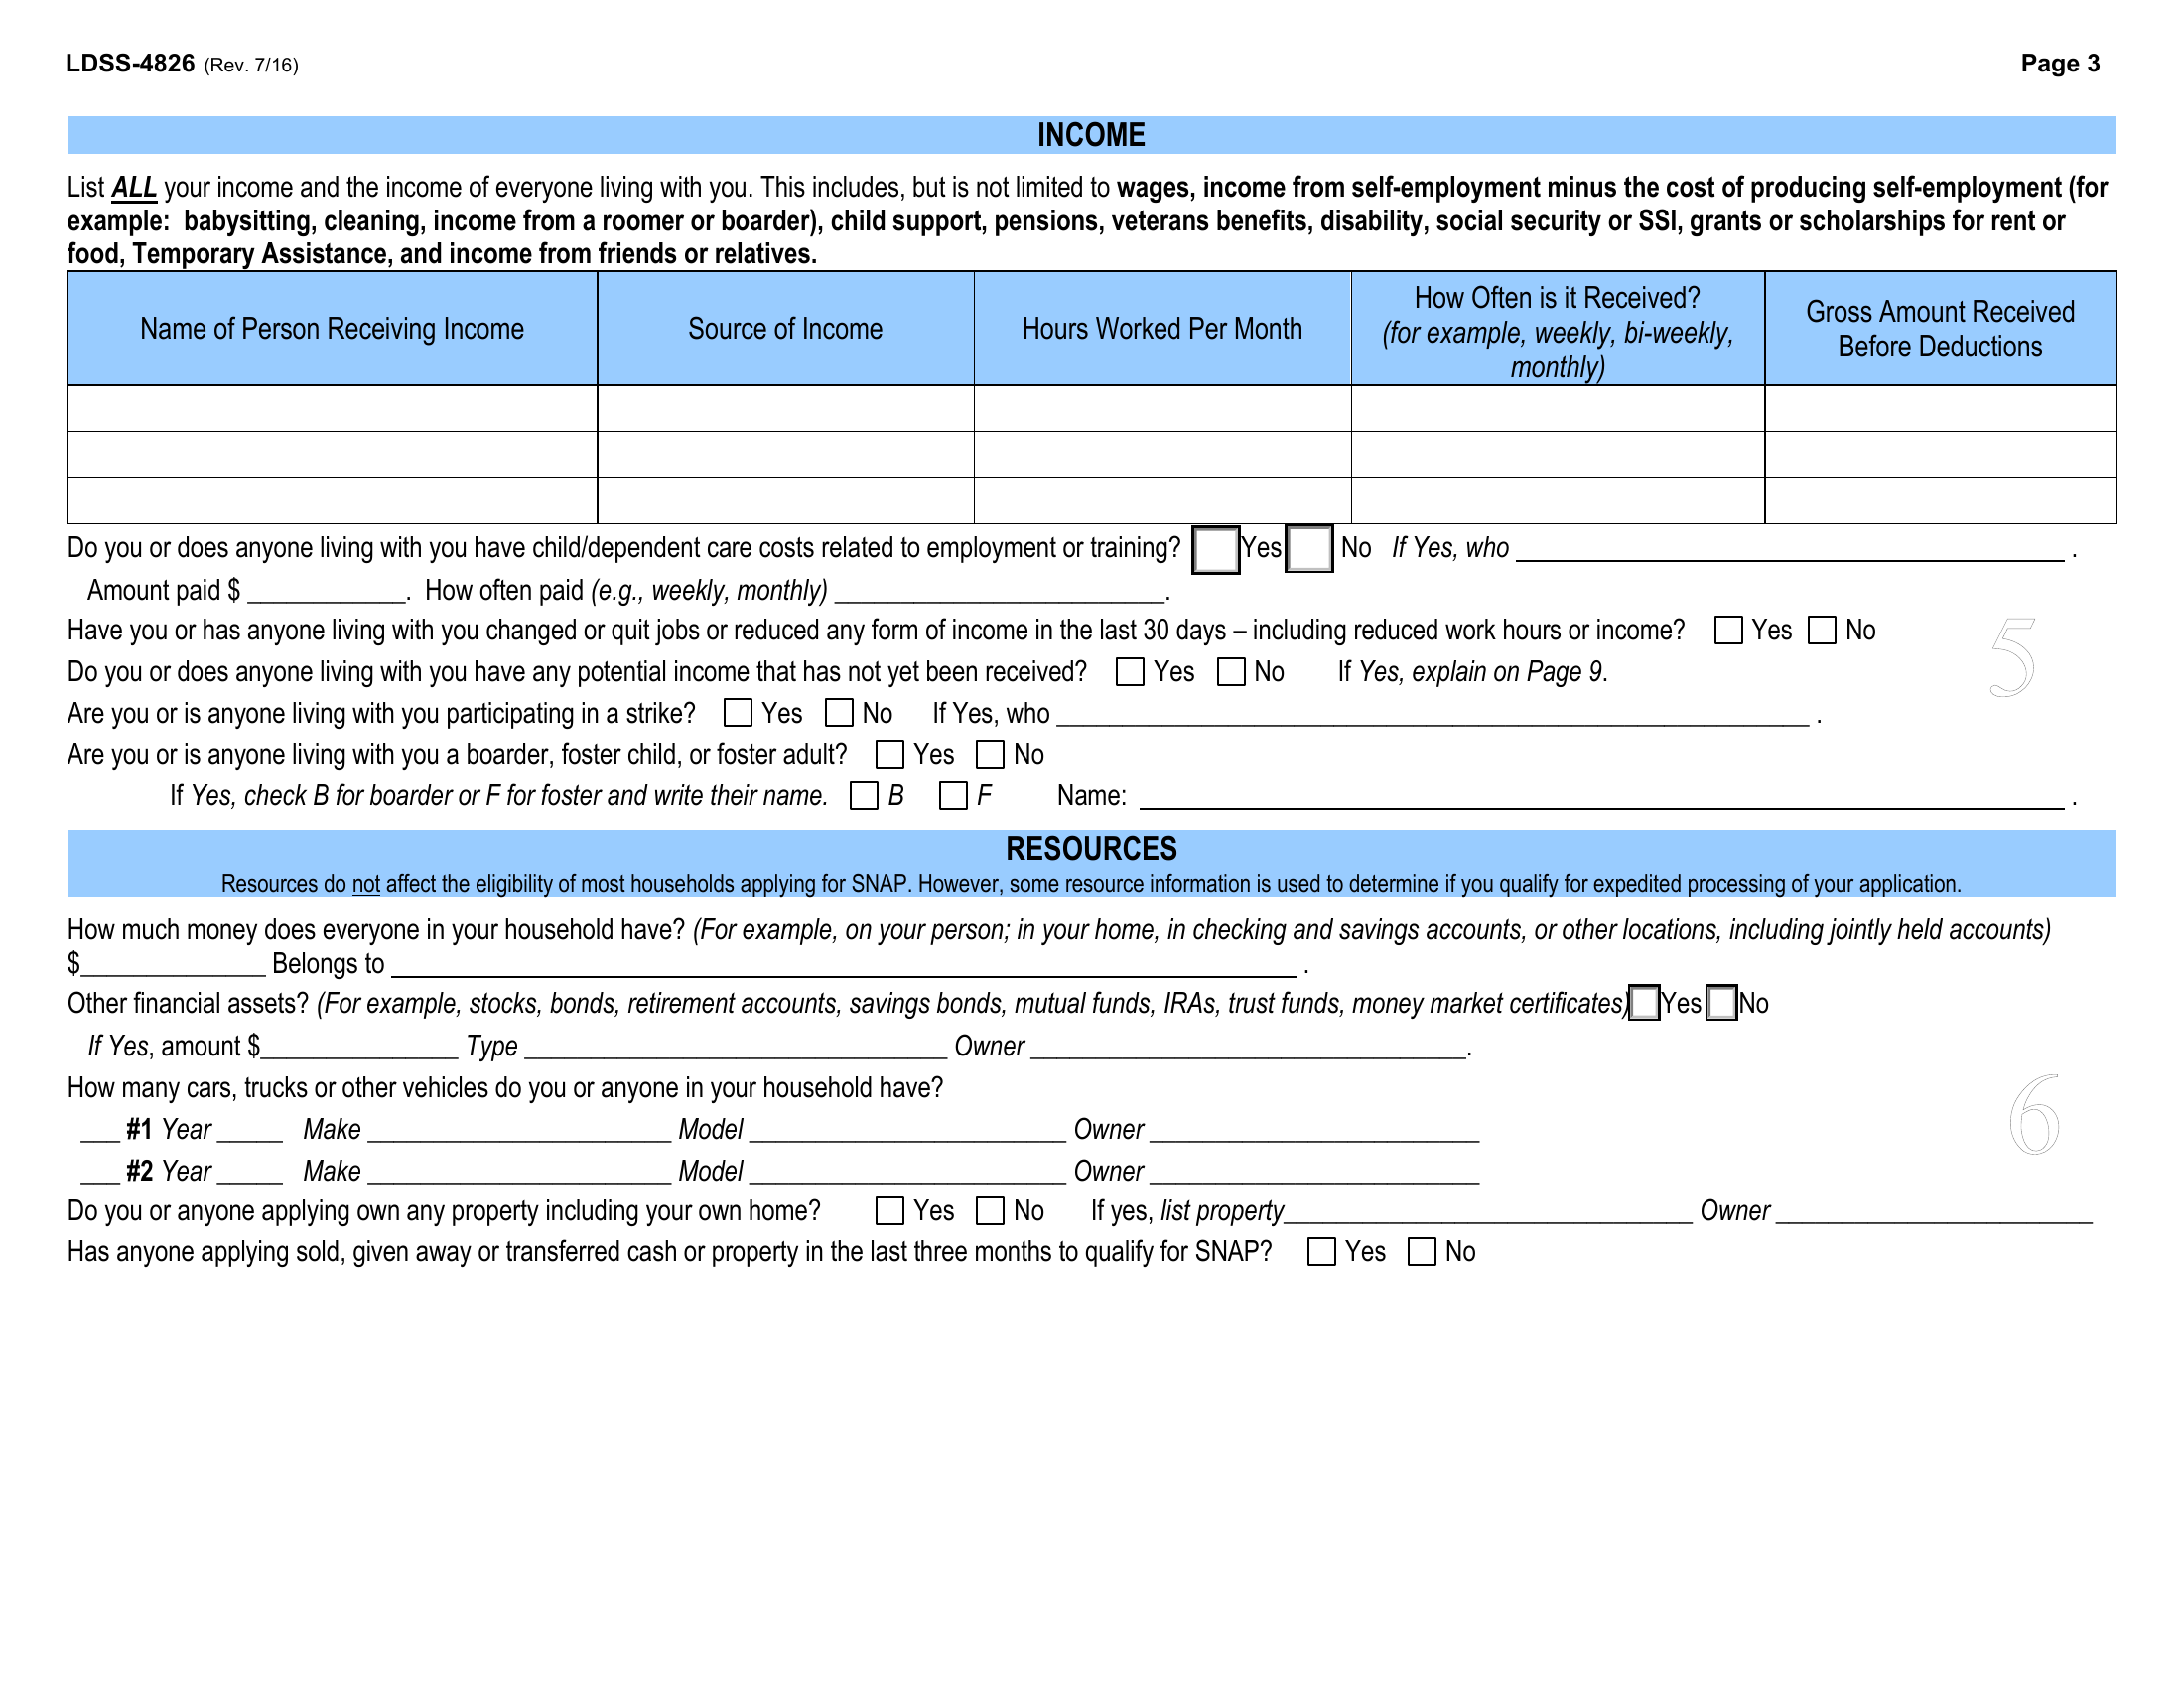 LDSS-4826 (Rev. 7/16) Page 3
INCOME
List ALL your income and the income of everyone living with you. This includes, but is not limited to wages, income from self-employment minus the cost of producing self-employment (for
example: babysitting, cleaning, income from a roomer or boarder), child support, pensions, veterans benefits, disability, social security or SSI, grants or scholarships for rent or
food, Temporary Assistance, and income from friends or relatives.
Name of Person Receiving Income
Source of Income
Hours Worked Per Month
How Often is it Received?
(for example, weekly, bi-weekly,
monthly)
Gross Amount Received
Before Deductions
Do you or does anyone living with you have child/dependent care costs related to employment or training? Yes No If Yes, who ______________________________ .
Amount paid $ ___________. How often paid (e.g., weekly, monthly) _______________________.
Have you or has anyone living with you changed or quit jobs or reduced any form of income in the last 30 days – including reduced work hours or income? Yes No
5
Do you or does anyone living with you have any potential income that has not yet been received? Yes No If Yes, explain on Page 9.
Are you or is anyone living with you participating in a strike? Yes No If Yes, who ______________________________ .
Are you or is anyone living with you a boarder, foster child, or foster adult? Yes No
If Yes, check B for boarder or F for foster and write their name. B F Name: ______________________________ .
RESOURCES
Resources do not affect the eligibility of most households applying for SNAP. However, some resource information is used to determine if you qualify for expedited processing of your application.
How much money does everyone in your household have? (For example, on your person; in your home, in checking and savings accounts, or other locations, including jointly held accounts)
$_____________ Belongs to ______________________________ .
Other financial assets? (For example, stocks, bonds, retirement accounts, savings bonds, mutual funds, IRAs, trust funds, money market certificates) Yes No
If Yes, amount $______________ Type ______________________________ Owner ______________________________.
How many cars, trucks or other vehicles do you or anyone in your household have?
6
___ #1 Year _____ Make ______________________ Model ______________________ Owner ______________________
___ #2 Year _____ Make ______________________ Model ______________________ Owner ______________________
Do you or anyone applying own any property including your own home? Yes No If yes, list property____________________________ Owner ______________________
Has anyone applying sold, given away or transferred cash or property in the last three months to qualify for SNAP? Yes No